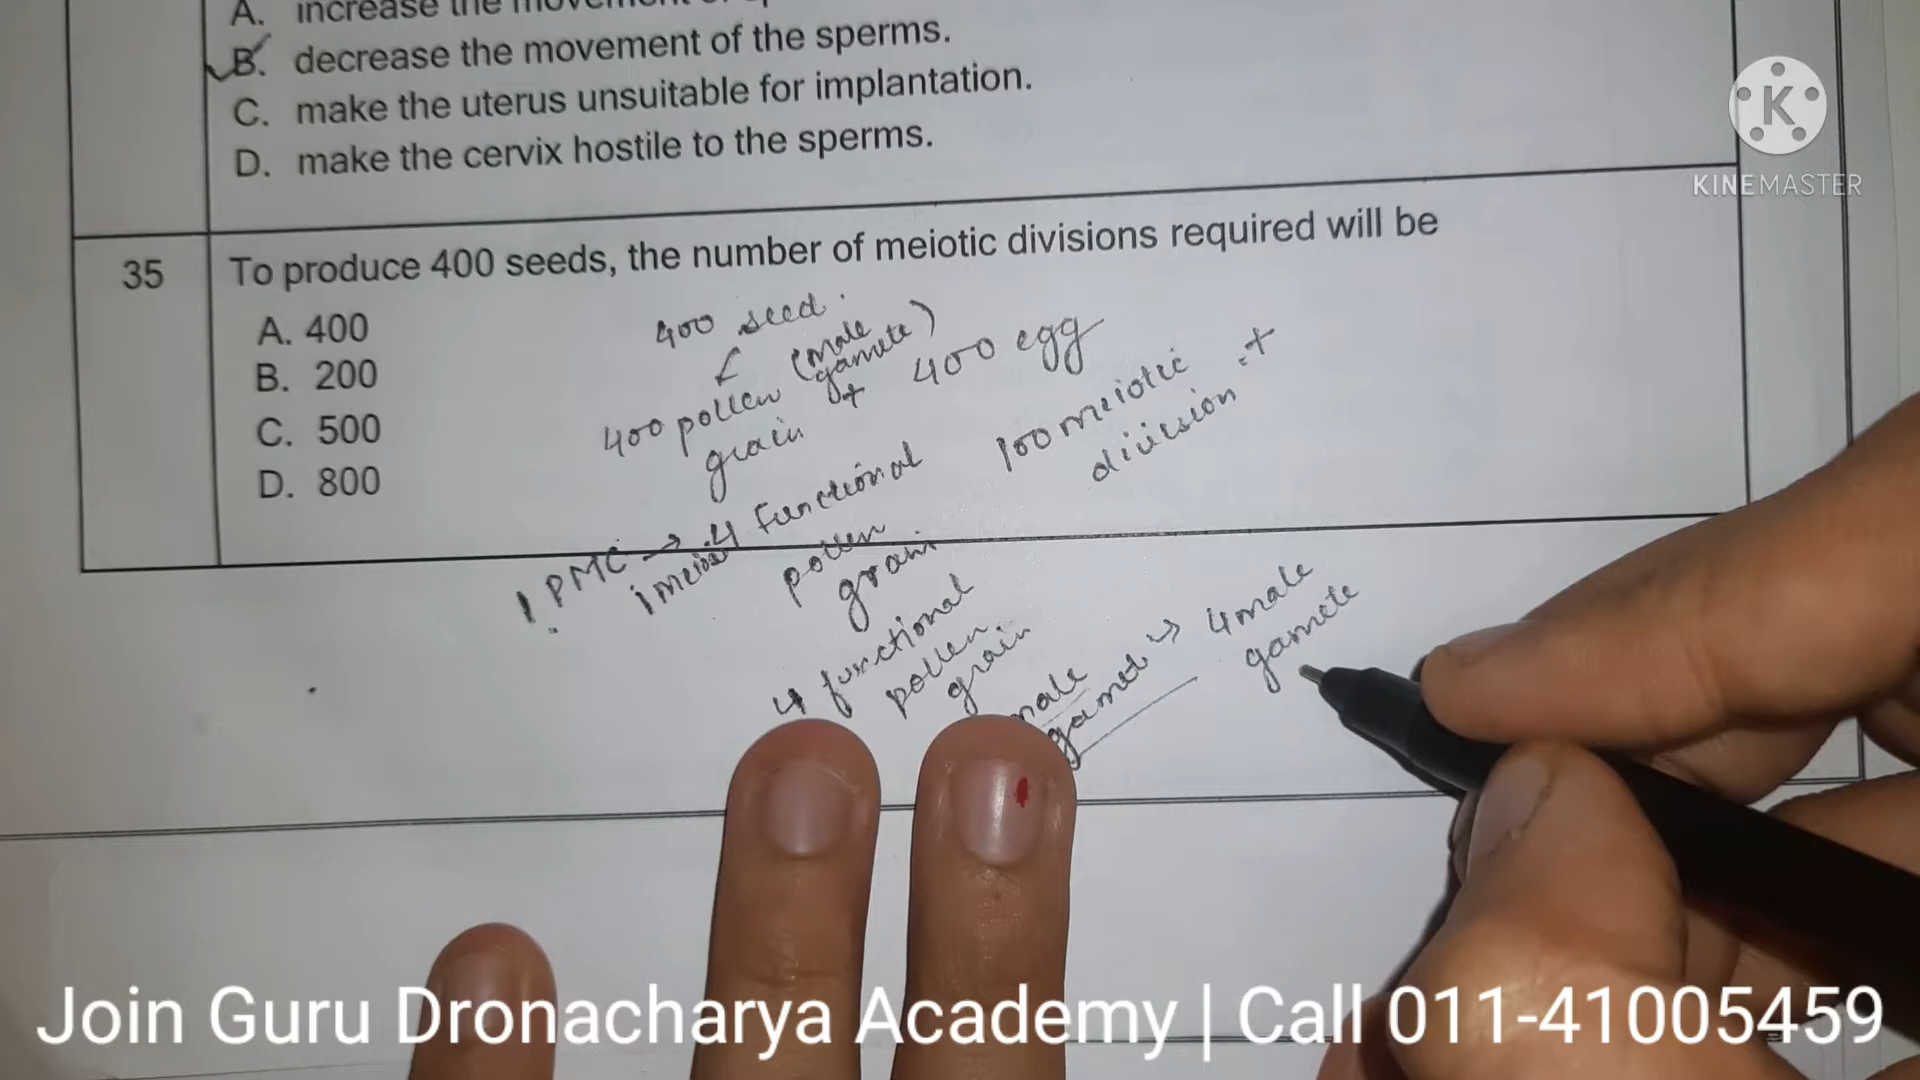 A. increase the movement of sp
B. decrease the movement of the sperms.
C. make the uterus unsuitable for implantation.
D. make the cervix hostile to the sperms.
K
KINEMASTER
35 To produce 400 seeds, the number of meiotic divisions required will be
A. 400
B. 200
C. 500
D. 800
400 seed
400 pollen (male
gamete)
grain + 400 egg
100 meiotic +
division
1 PMC → 4 functional
1 meiosis pollen
grain
4 functional
pollen
grain
male
gamete → 4 male
gamete
Join Guru Dronacharya Academy | Call 011-41005459